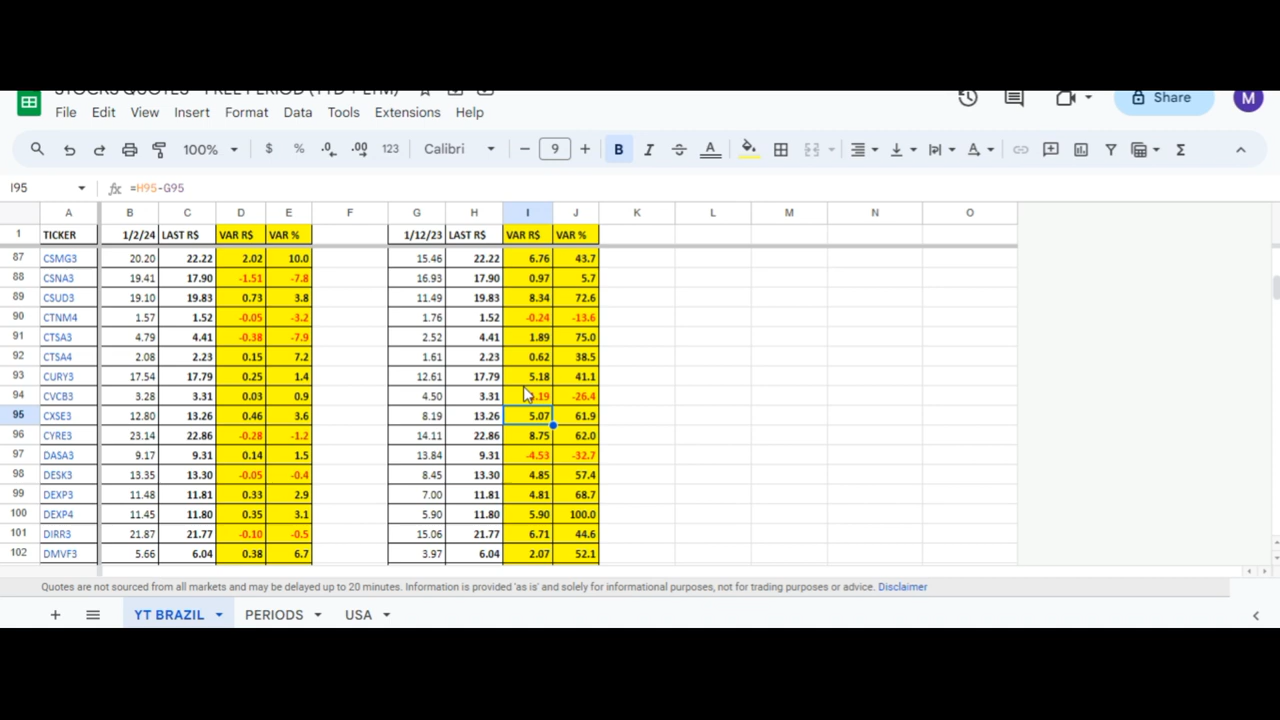 STOCKS QUOTES - FREE PERIOD (YTD + LTM)
File Edit View Insert Format Data Tools Extensions Help
Share M
100% $ % .0 .00 123 Calibri 9 B I A
I95 fx =H95-G95
A B C D E F G H I J K L M N O
1 TICKER 1/2/24 LAST R$ VAR R$ VAR % 1/12/23 LAST R$ VAR R$ VAR %
87 CSMG3 20.20 22.22 2.02 10.0 15.46 22.22 6.76 43.7
88 CSNA3 19.41 17.90 -1.51 -7.8 16.93 17.90 0.97 5.7
89 CSUD3 19.10 19.83 0.73 3.8 11.49 19.83 8.34 72.6
90 CTNM4 1.57 1.52 -0.05 -3.2 1.76 1.52 -0.24 -13.6
91 CTSA3 4.79 4.41 -0.38 -7.9 2.52 4.41 1.89 75.0
92 CTSA4 2.08 2.23 0.15 7.2 1.61 2.23 0.62 38.5
93 CURY3 17.54 17.79 0.25 1.4 12.61 17.79 5.18 41.1
94 CVCB3 3.28 3.31 0.03 0.9 4.50 3.31 .19 -26.4
95 CXSE3 12.80 13.26 0.46 3.6 8.19 13.26 5.07 61.9
96 CYRE3 23.14 22.86 -0.28 -1.2 14.11 22.86 8.75 62.0
97 DASA3 9.17 9.31 0.14 1.5 13.84 9.31 -4.53 -32.7
98 DESK3 13.35 13.30 -0.05 -0.4 8.45 13.30 4.85 57.4
99 DEXP3 11.48 11.81 0.33 2.9 7.00 11.81 4.81 68.7
100 DEXP4 11.45 11.80 0.35 3.1 5.90 11.80 5.90 100.0
101 DIRR3 21.87 21.77 -0.10 -0.5 15.06 21.77 6.71 44.6
102 DMVF3 5.66 6.04 0.38 6.7 3.97 6.04 2.07 52.1
Quotes are not sourced from all markets and may be delayed up to 20 minutes. Information is provided 'as is' and solely for informational purposes, not for trading purposes or advice. Disclaimer
YT BRAZIL PERIODS USA